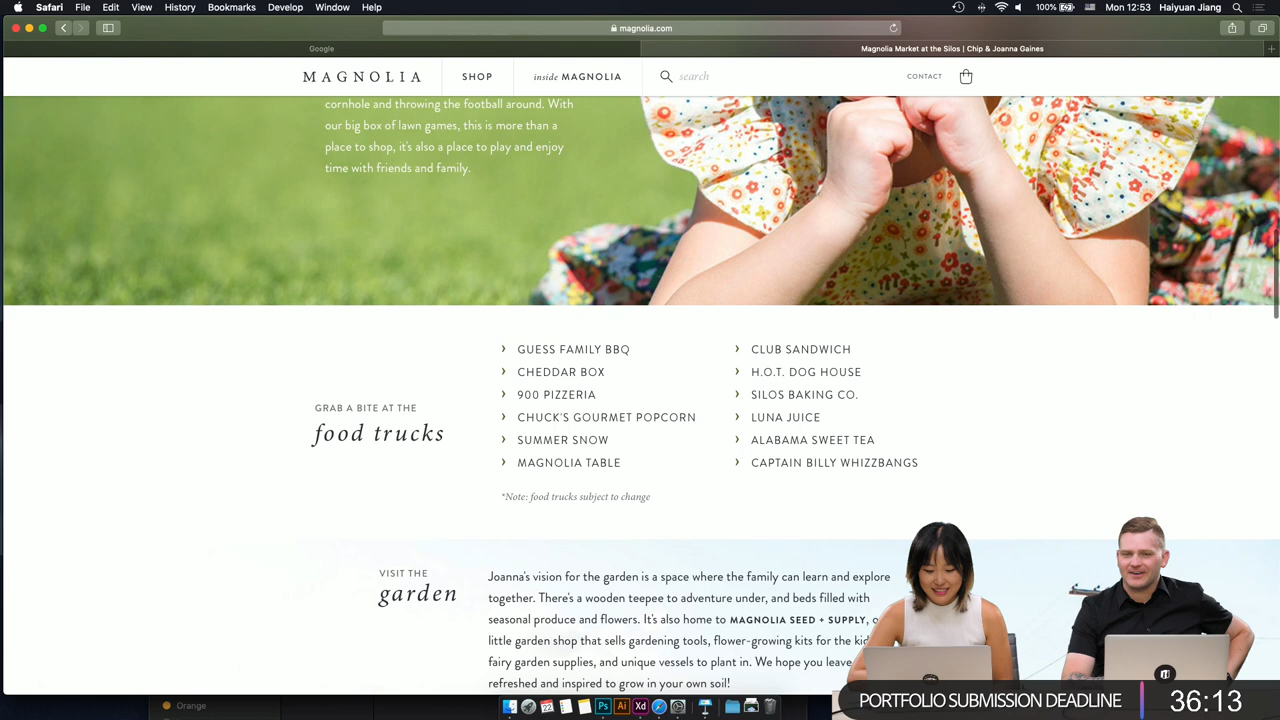 Safari File Edit View History Bookmarks Develop Window Help
100% Mon 12:53 Haiyuan Jiang
magnolia.com
Google Magnolia Market at the Silos | Chip & Joanna Gaines
MAGNOLIA SHOP inside MAGNOLIA search CONTACT
cornhole and throwing the football around. With
our big box of lawn games, this is more than a
place to shop, it's also a place to play and enjoy
time with friends and family.
GRAB A BITE AT THE
food trucks
› GUESS FAMILY BBQ
› CHEDDAR BOX
› 900 PIZZERIA
› CHUCK'S GOURMET POPCORN
› SUMMER SNOW
› MAGNOLIA TABLE
› CLUB SANDWICH
› H.O.T. DOG HOUSE
› SILOS BAKING CO.
› LUNA JUICE
› ALABAMA SWEET TEA
› CAPTAIN BILLY WHIZZBANGS
*Note: food trucks subject to change
VISIT THE
garden
Joanna's vision for the garden is a space where the family can learn and explore
together. There's a wooden teepee to adventure under, and beds filled with
seasonal produce and flowers. It's also home to MAGNOLIA SEED + SUPPLY,
little garden shop that sells gardening tools, flower-growing kits for the
fairy garden supplies, and unique vessels to plant in. We hope you leave
refreshed and inspired to grow in your own soil!
Orange
Ps Ai Xd
PORTFOLIO SUBMISSION DEADLINE 36:13